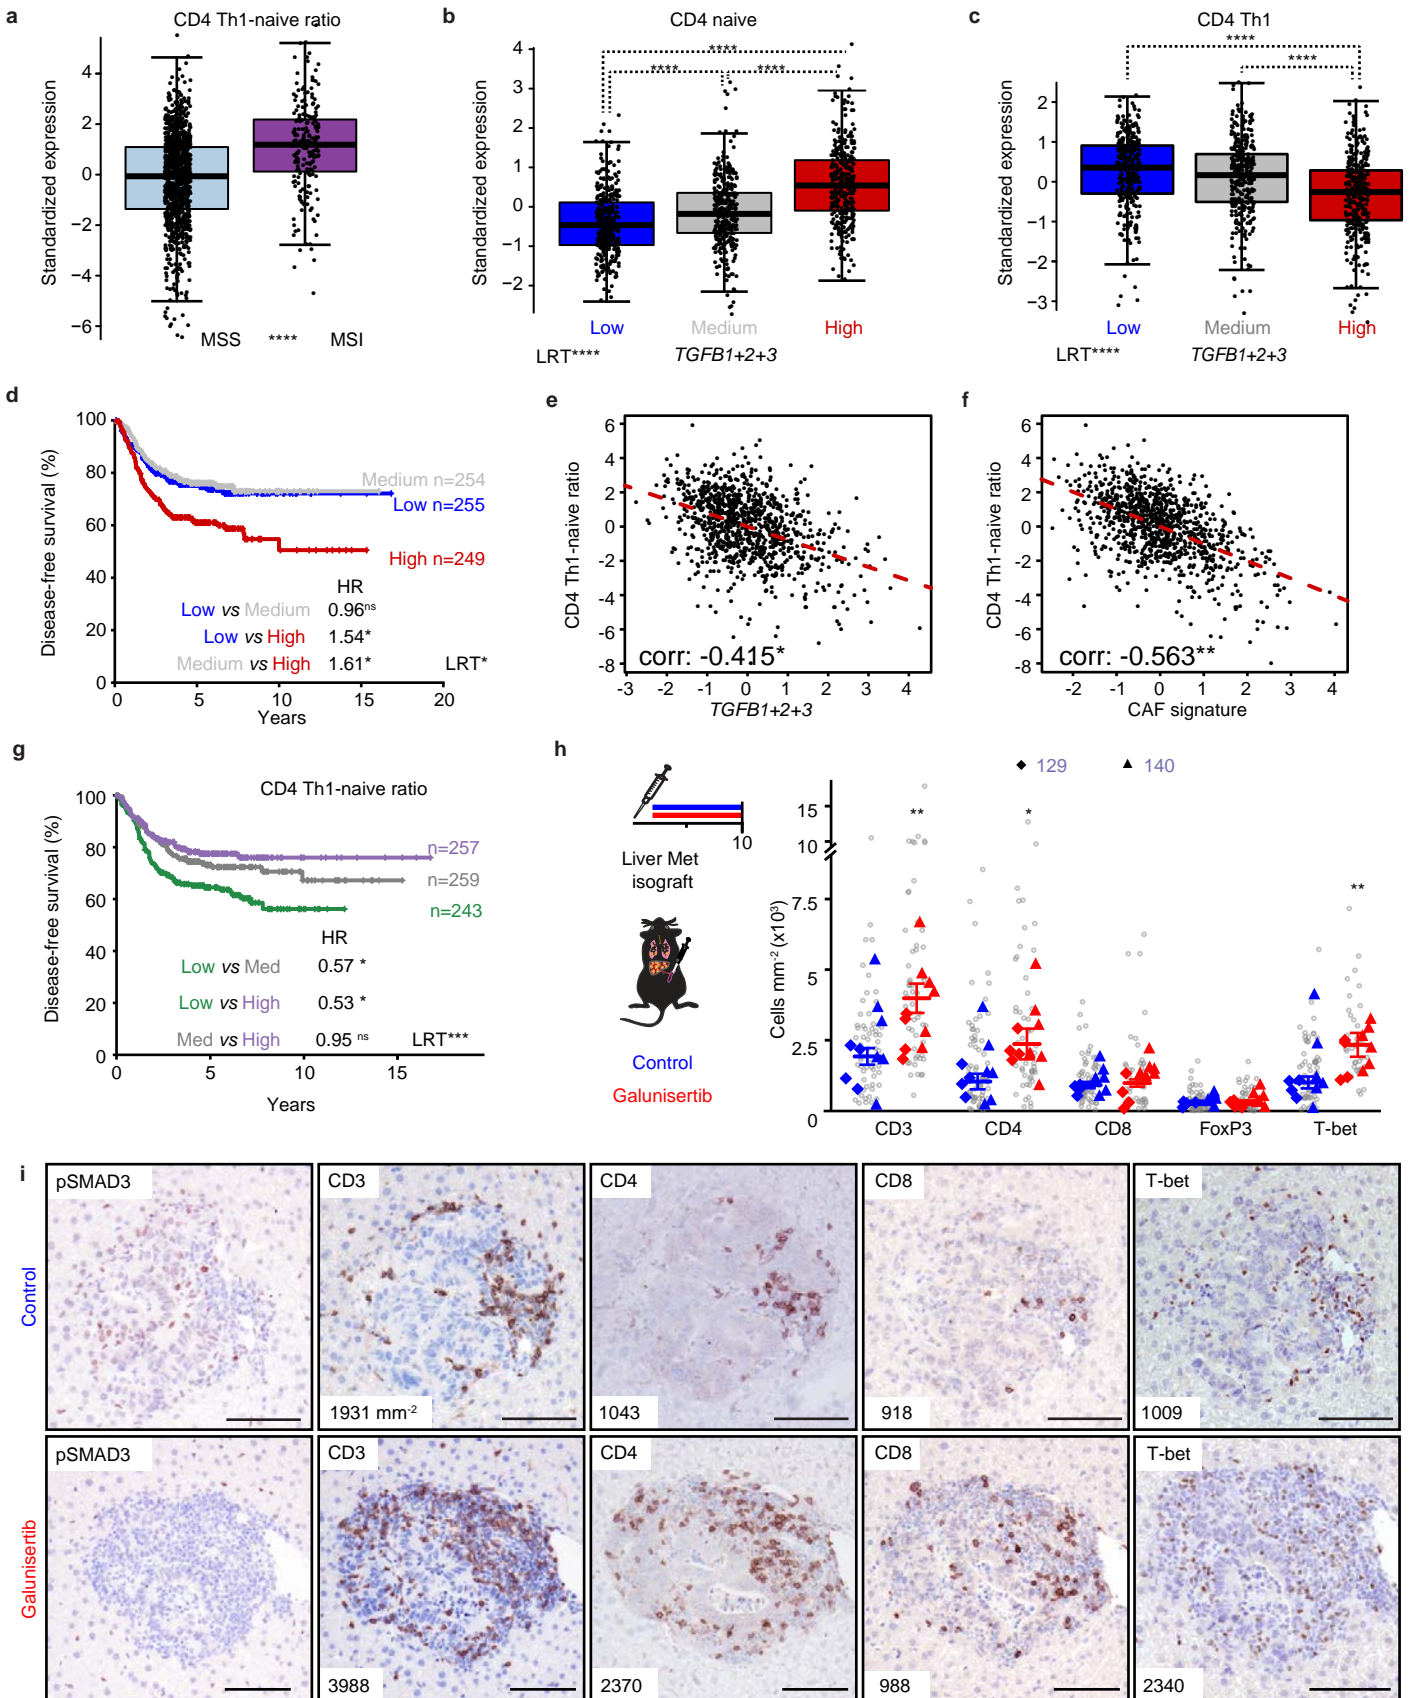 a
CD4 Th1-naive ratio
Standardized expression
4
2
0
−2
−4
−6
MSS
****
MSI
b
CD4 naive
Standardized expression
4
3
2
1
0
−1
−2
****
****
****
Low
Medium
High
LRT****
TGFB1+2+3
c
CD4 Th1
Standardized expression
2
1
0
−1
−2
−3
****
****
Low
Medium
High
LRT****
TGFB1+2+3
d
Disease-free survival (%)
100
80
60
40
20
0
Medium n=254
Low n=255
High n=249
HR
Low vs Medium 0.96ns
Low vs High 1.54*
Medium vs High 1.61*
LRT*
0 5 10 15 20
Years
e
CD4 Th1-naive ratio
6
4
2
0
-2
-4
-6
-8
corr: -0.415*
-3 -2 -1 0 1 2 3 4
TGFB1+2+3
f
CD4 Th1-naive ratio
6
4
2
0
-2
-4
-6
-8
corr: -0.563**
-2 -1 0 1 2 3 4
CAF signature
g
CD4 Th1-naive ratio
Disease-free survival (%)
100
80
60
40
20
0
n=257
n=259
n=243
HR
Low vs Med 0.57 *
Low vs High 0.53 *
Med vs High 0.95 ns
LRT***
0 5 10 15
Years
h
10
Liver Met
isograft
Control
Galunisertib
129 140
Cells mm-2 (x10³)
15
10
7.5
5
2.5
0
**
*
**
CD3 CD4 CD8 FoxP3 T-bet
i
Control
pSMAD3
CD3
CD4
CD8
T-bet
1931 mm-2
1043
918
1009
Galunisertib
pSMAD3
CD3
CD4
CD8
T-bet
3988
2370
988
2340